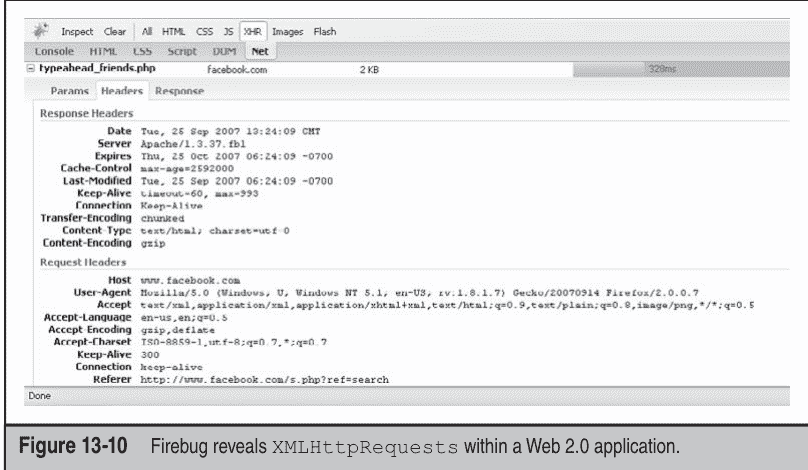 Inspect Clear All HTML CSS JS XHR Images Flash
Console HTML CSS Script DOM Net
typeahead_friends.php facebook.com 2 KB 328ms
Params Headers Response
Response Headers
Date Tue, 25 Sep 2007 13:24:09 GMT
Server Apache/1.3.37.fb1
Expires Thu, 25 Oct 2007 06:24:09 -0700
Cache-Control max-age=2592000
Last-Modified Tue, 25 Sep 2007 06:24:09 -0700
Keep-Alive timeout=60, max=993
Connection Keep-Alive
Transfer-Encoding chunked
Content-Type text/html; charset=utf-8
Content-Encoding gzip
Request Headers
Host www.facebook.com
User-Agent Mozilla/5.0 (Windows; U; Windows NT 5.1; en-US; rv:1.8.1.7) Gecko/20070914 Firefox/2.0.0.7
Accept text/xml,application/xml,application/xhtml+xml,text/html;q=0.9,text/plain;q=0.8,image/png,*/*;q=0.5
Accept-Language en-us,en;q=0.5
Accept-Encoding gzip,deflate
Accept-Charset ISO-8859-1,utf-8;q=0.7,*;q=0.7
Keep-Alive 300
Connection keep-alive
Referer http://www.facebook.com/s.php?ref=search
Done
Figure 13-10 Firebug reveals XMLHttpRequests within a Web 2.0 application.